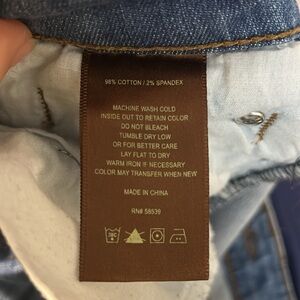 98% COTTON / 2% SPANDEX
MACHINE WASH COLD
INSIDE OUT TO RETAIN COLOR
DO NOT BLEACH
TUMBLE DRY LOW
OR FOR BETTER CARE
LAY FLAT TO DRY
WARM IRON IF NECESSARY
COLOR MAY TRANSFER WHEN NEW
MADE IN CHINA
RN# 58539